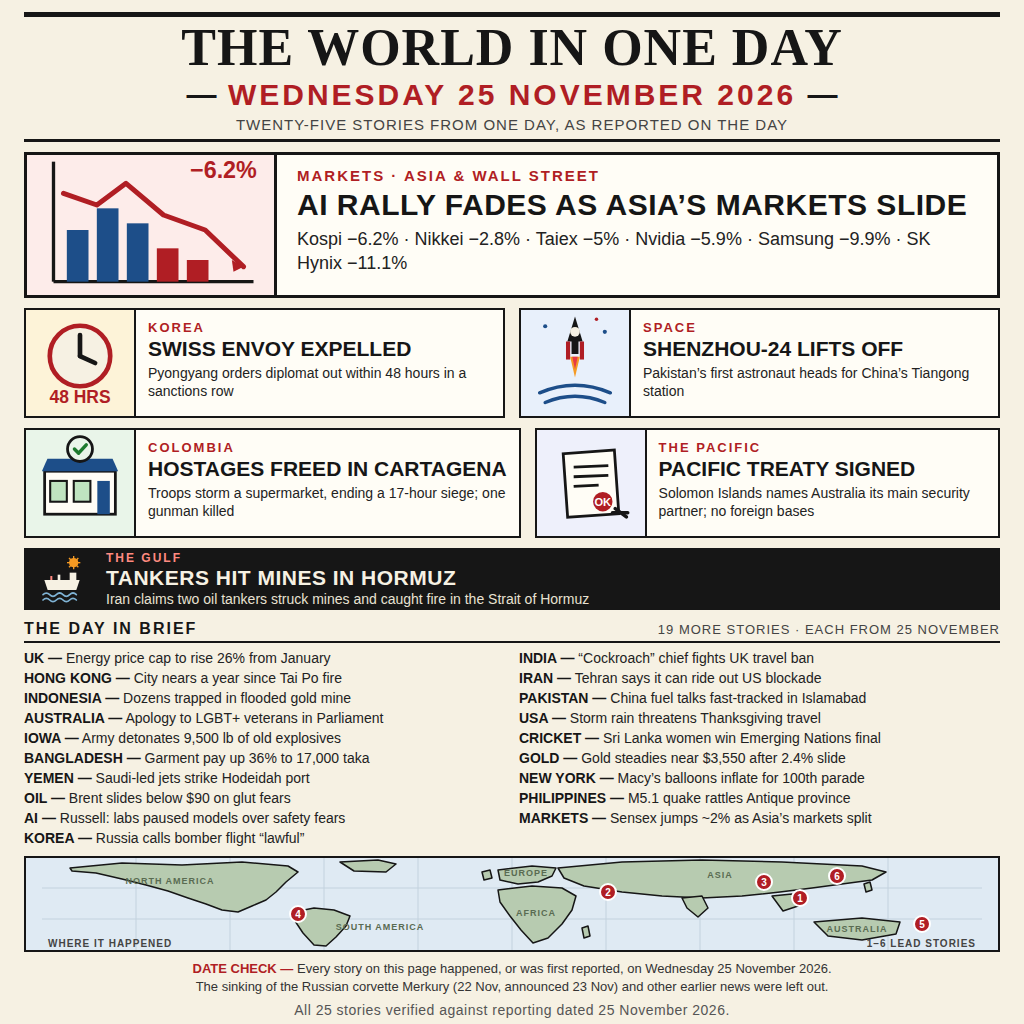 THE WORLD IN ONE DAY
— WEDNESDAY 25 NOVEMBER 2026 —
TWENTY-FIVE STORIES FROM ONE DAY, AS REPORTED ON THE DAY
−6.2%
MARKETS · ASIA & WALL STREET
AI RALLY FADES AS ASIA’S MARKETS SLIDE
Kospi −6.2% · Nikkei −2.8% · Taiex −5% · Nvidia −5.9% · Samsung −9.9% · SK
Hynix −11.1%
48 HRS
KOREA
SWISS ENVOY EXPELLED
Pyongyang orders diplomat out within 48 hours in a
sanctions row
SPACE
SHENZHOU-24 LIFTS OFF
Pakistan’s first astronaut heads for China’s Tiangong
station
COLOMBIA
HOSTAGES FREED IN CARTAGENA
Troops storm a supermarket, ending a 17-hour siege; one
gunman killed
OK
THE PACIFIC
PACIFIC TREATY SIGNED
Solomon Islands names Australia its main security
partner; no foreign bases
THE GULF
TANKERS HIT MINES IN HORMUZ
Iran claims two oil tankers struck mines and caught fire in the Strait of Hormuz
THE DAY IN BRIEF
19 MORE STORIES · EACH FROM 25 NOVEMBER
UK — Energy price cap to rise 26% from January
HONG KONG — City nears a year since Tai Po fire
INDONESIA — Dozens trapped in flooded gold mine
AUSTRALIA — Apology to LGBT+ veterans in Parliament
IOWA — Army detonates 9,500 lb of old explosives
BANGLADESH — Garment pay up 36% to 17,000 taka
YEMEN — Saudi-led jets strike Hodeidah port
OIL — Brent slides below $90 on glut fears
AI — Russell: labs paused models over safety fears
KOREA — Russia calls bomber flight “lawful”
INDIA — “Cockroach” chief fights UK travel ban
IRAN — Tehran says it can ride out US blockade
PAKISTAN — China fuel talks fast-tracked in Islamabad
USA — Storm rain threatens Thanksgiving travel
CRICKET — Sri Lanka women win Emerging Nations final
GOLD — Gold steadies near $3,550 after 2.4% slide
NEW YORK — Macy’s balloons inflate for 100th parade
PHILIPPINES — M5.1 quake rattles Antique province
MARKETS — Sensex jumps ~2% as Asia’s markets split
NORTH AMERICA
EUROPE
ASIA
AFRICA
SOUTH AMERICA
AUSTRALIA
1
2
3
4
5
6
WHERE IT HAPPENED
1–6 LEAD STORIES
DATE CHECK — Every story on this page happened, or was first reported, on Wednesday 25 November 2026.
The sinking of the Russian corvette Merkury (22 Nov, announced 23 Nov) and other earlier news were left out.
All 25 stories verified against reporting dated 25 November 2026.